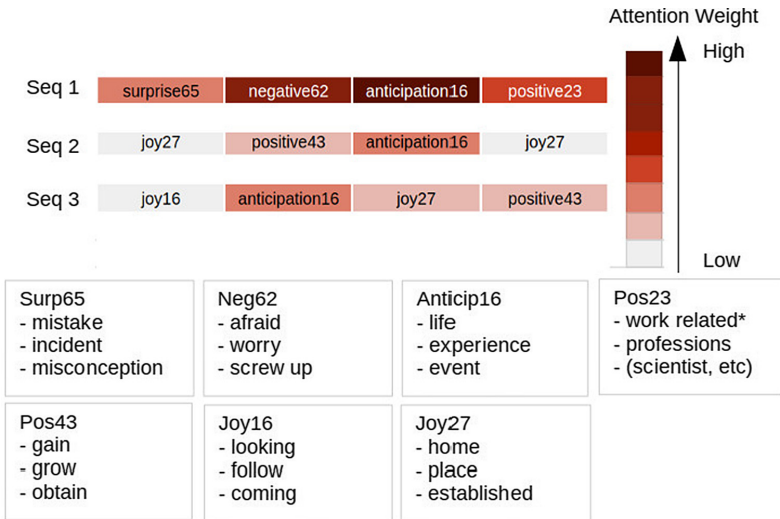 Attention Weight
High
Seq 1 surprise65 negative62 anticipation16 positive23
Seq 2 joy27 positive43 anticipation16 joy27
Seq 3 joy16 anticipation16 joy27 positive43
Low
Surp65
- mistake
- incident
- misconception
Neg62
- afraid
- worry
- screw up
Anticip16
- life
- experience
- event
Pos23
- work related*
- professions
- (scientist, etc)
Pos43
- gain
- grow
- obtain
Joy16
- looking
- follow
- coming
Joy27
- home
- place
- established